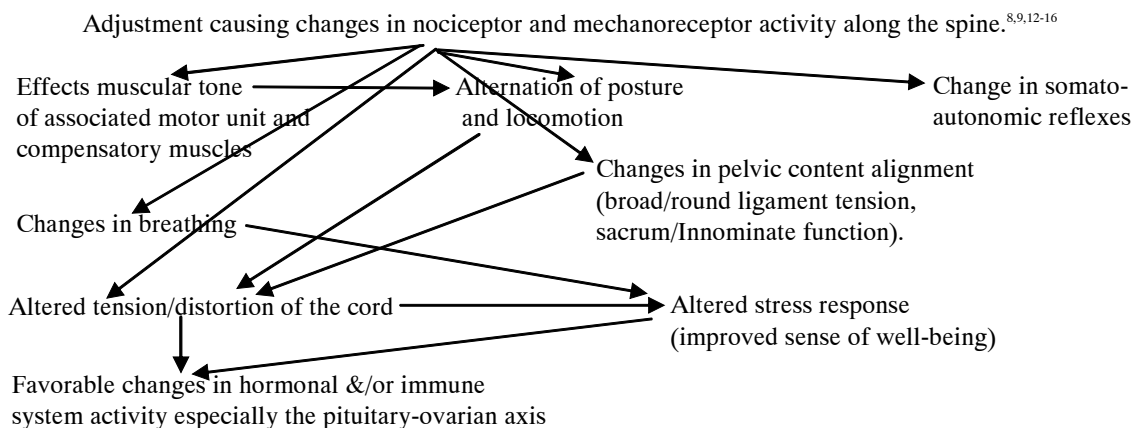 Adjustment causing changes in nociceptor and mechanoreceptor activity along the spine.8,9,12-16
Effects muscular tone
of associated motor unit and
compensatory muscles
Alternation of posture
and locomotion
Change in somato-
autonomic reflexes
Changes in pelvic content alignment
(broad/round ligament tension,
sacrum/Innominate function).
Changes in breathing
Altered tension/distortion of the cord
Altered stress response
(improved sense of well-being)
Favorable changes in hormonal &/or immune
system activity especially the pituitary-ovarian axis